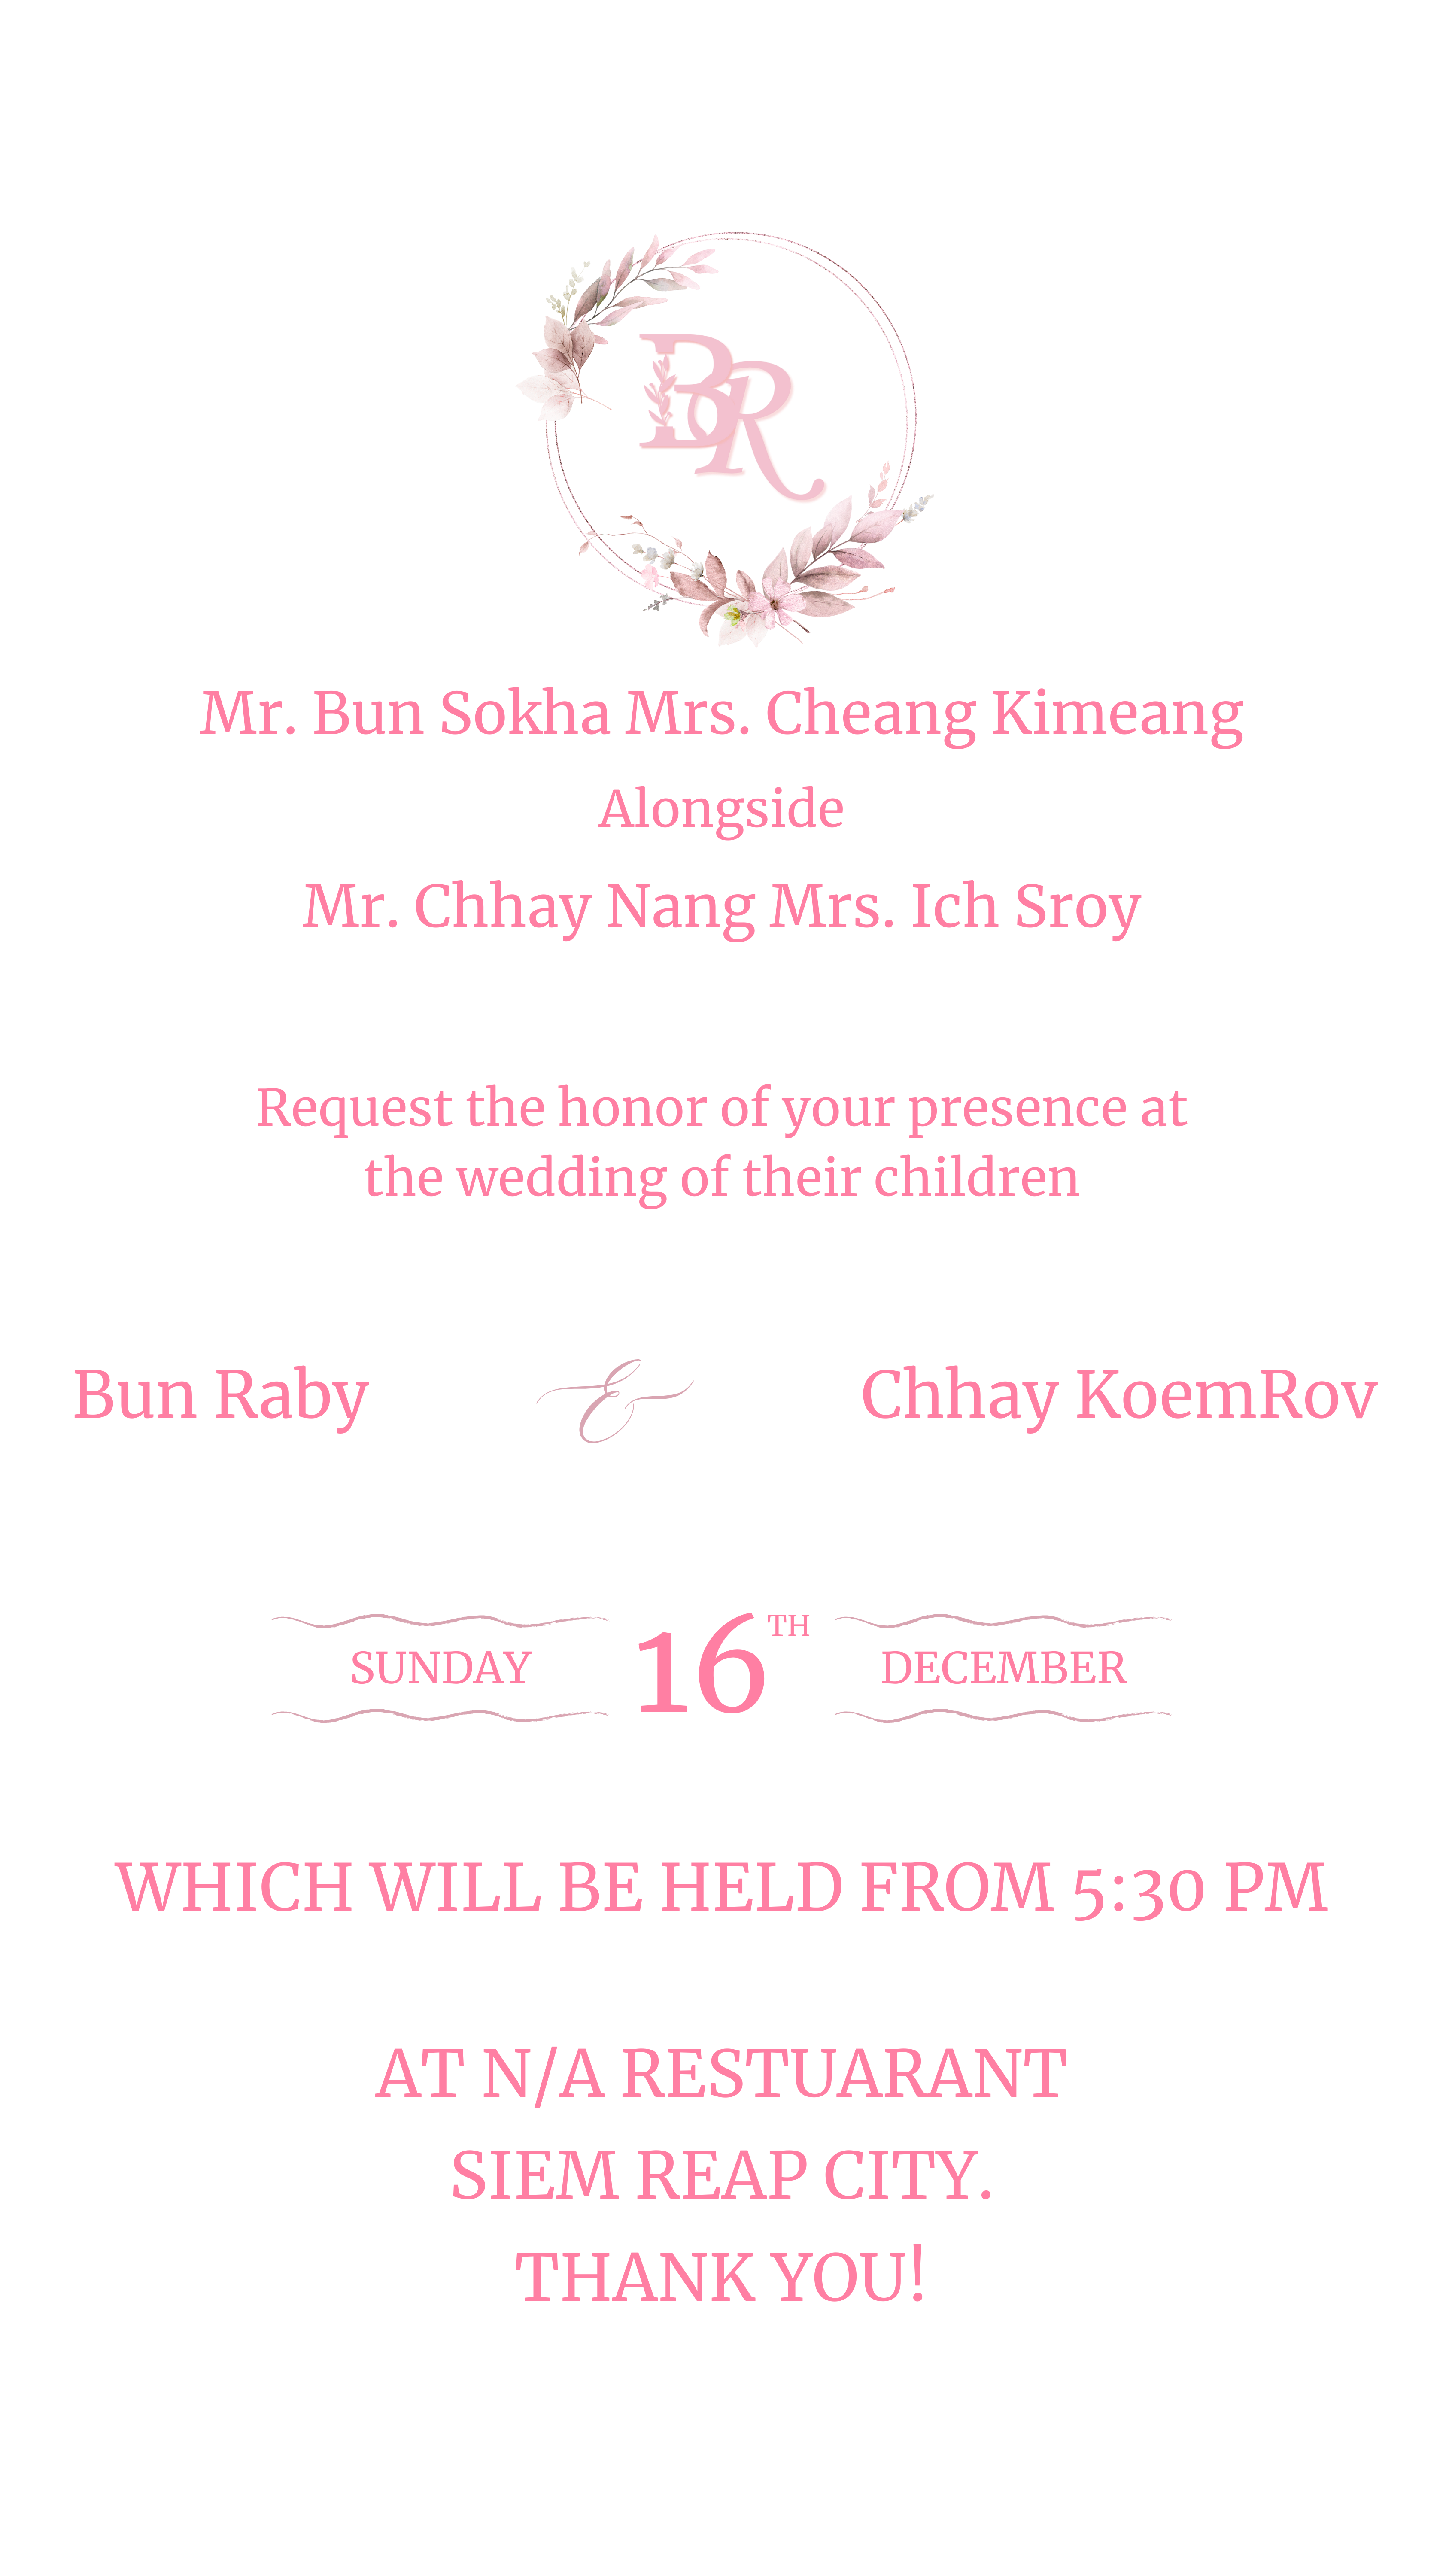 BR
Mr. Bun Sokha Mrs. Cheang Kimeang
Alongside
Mr. Chhay Nang Mrs. Ich Sroy
Request the honor of your presence at
the wedding of their children
Bun Raby & Chhay KoemRov
SUNDAY 16TH DECEMBER
WHICH WILL BE HELD FROM 5:30 PM
AT N/A RESTUARANT
SIEM REAP CITY.
THANK YOU!